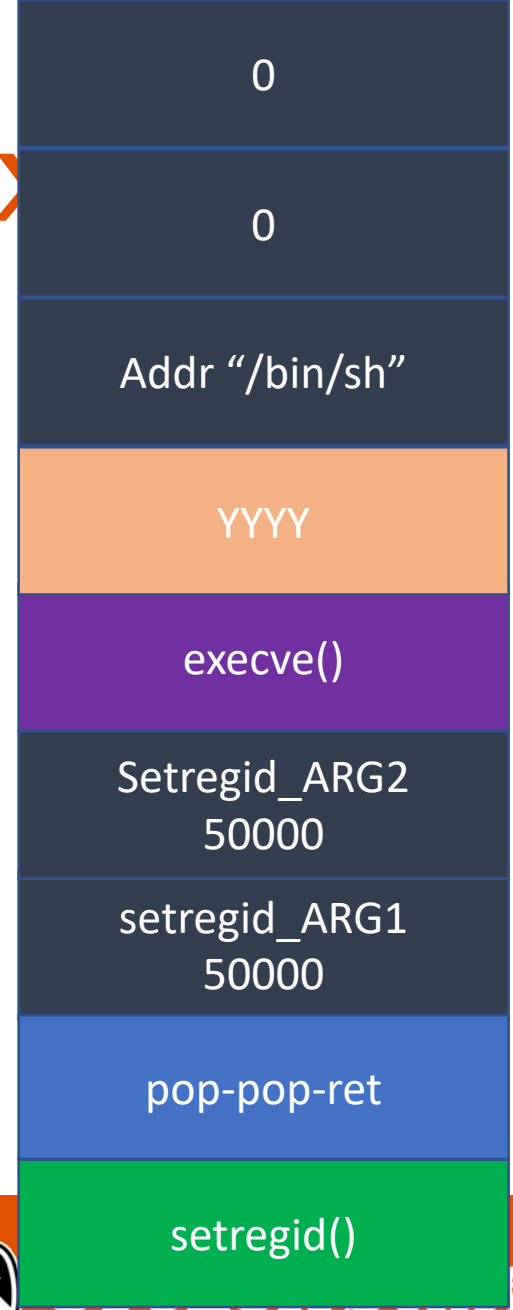 0
0
Addr “/bin/sh”
YYYY
execve()
Setregid_ARG2
50000
setregid_ARG1
50000
pop-pop-ret
setregid()